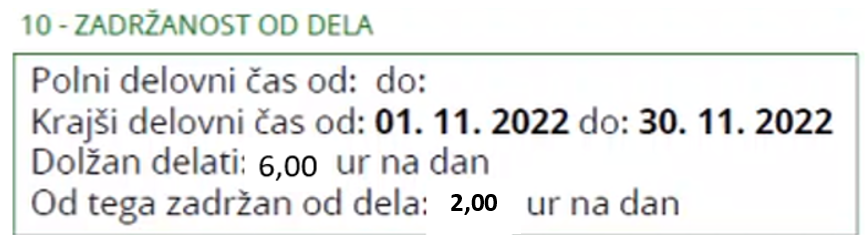 10 - ZADRŽANOST OD DELA
Polni delovni čas od: do:
Krajši delovni čas od: 01. 11. 2022 do: 30. 11. 2022
Dolžan delati: 6,00 ur na dan
Od tega zadržan od dela: 2,00 ur na dan